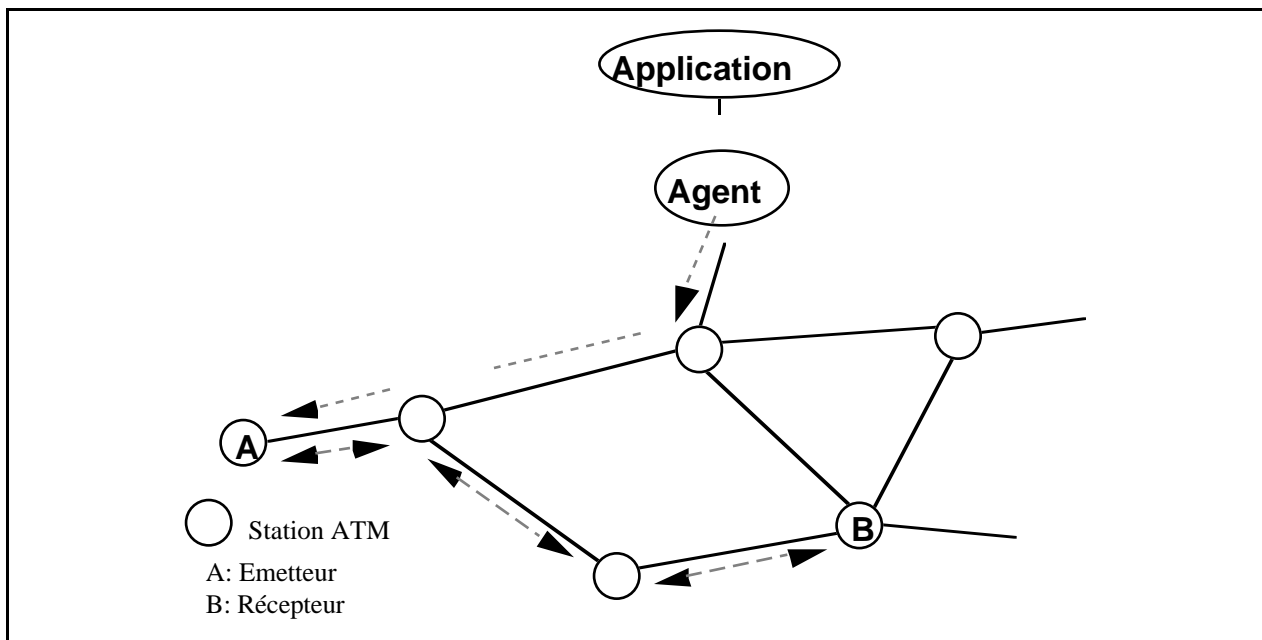 Application
Agent
A
B
Station ATM
A: Emetteur
B: Récepteur